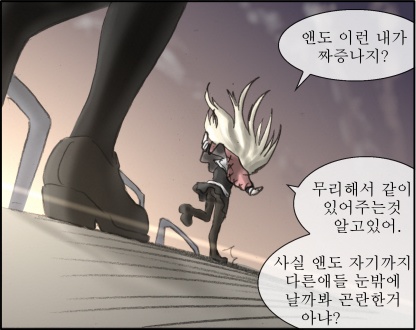 앤도 이런 내가
짜증나지?
무리해서 같이
있어주는것
알고있어.
사실 앤도 자기까지
다른애들 눈밖에
날까봐 곤란한거
아냐?